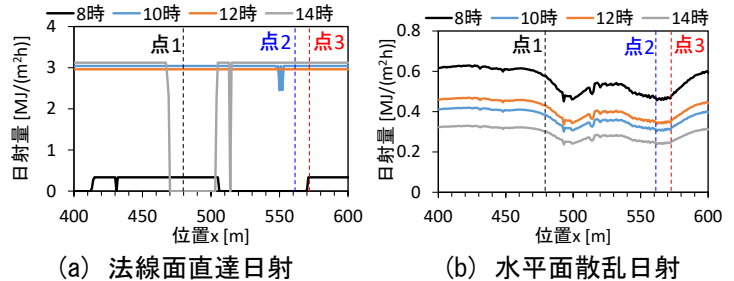 8時 10時 12時 14時
点1 点2 点3
日射量 [MJ/(m²h)]
4
3
2
1
0
400 450 500 550 600
位置x [m]
(a) 法線面直達日射
8時 10時 12時 14時
点1 点2 点3
日射量 [MJ/(m²h)]
0.8
0.6
0.4
0.2
0
400 450 500 550 600
位置x [m]
(b) 水平面散乱日射